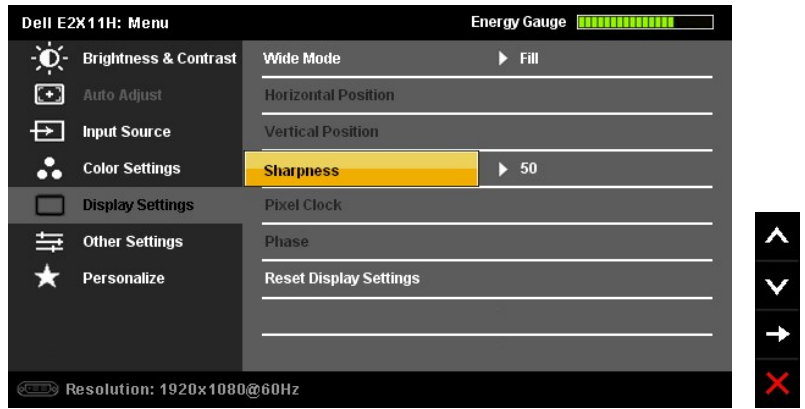 Dell E2X11H: Menu
Energy Gauge
Brightness & Contrast
Auto Adjust
Input Source
Color Settings
Display Settings
Other Settings
Personalize
Wide Mode Fill
Horizontal Position
Vertical Position
Sharpness 50
Pixel Clock
Phase
Reset Display Settings
Resolution: 1920x1080@60Hz